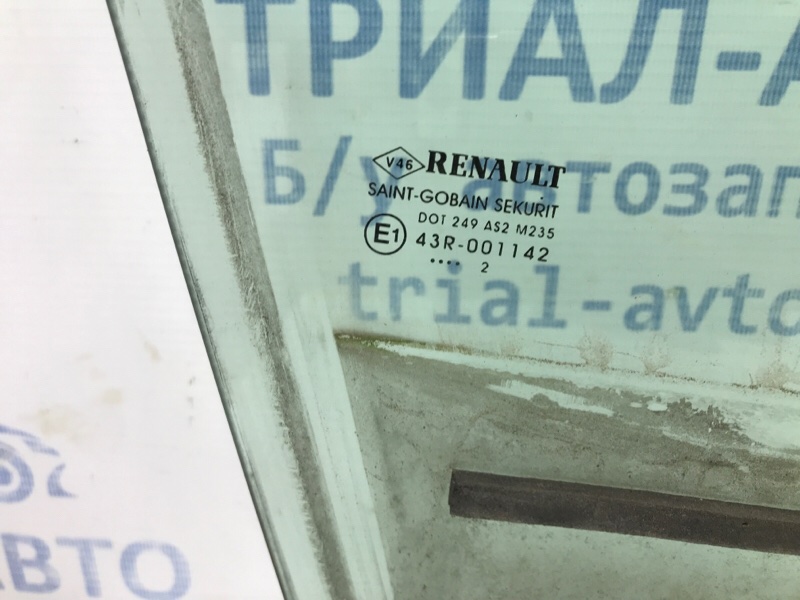 ТРИАЛ-А
Б/у автозап
V46 RENAULT
SAINT-GOBAIN SEKURIT
DOT 249 AS2 M235
E1 43R-001142
.... 2
trial-avto
АВТО